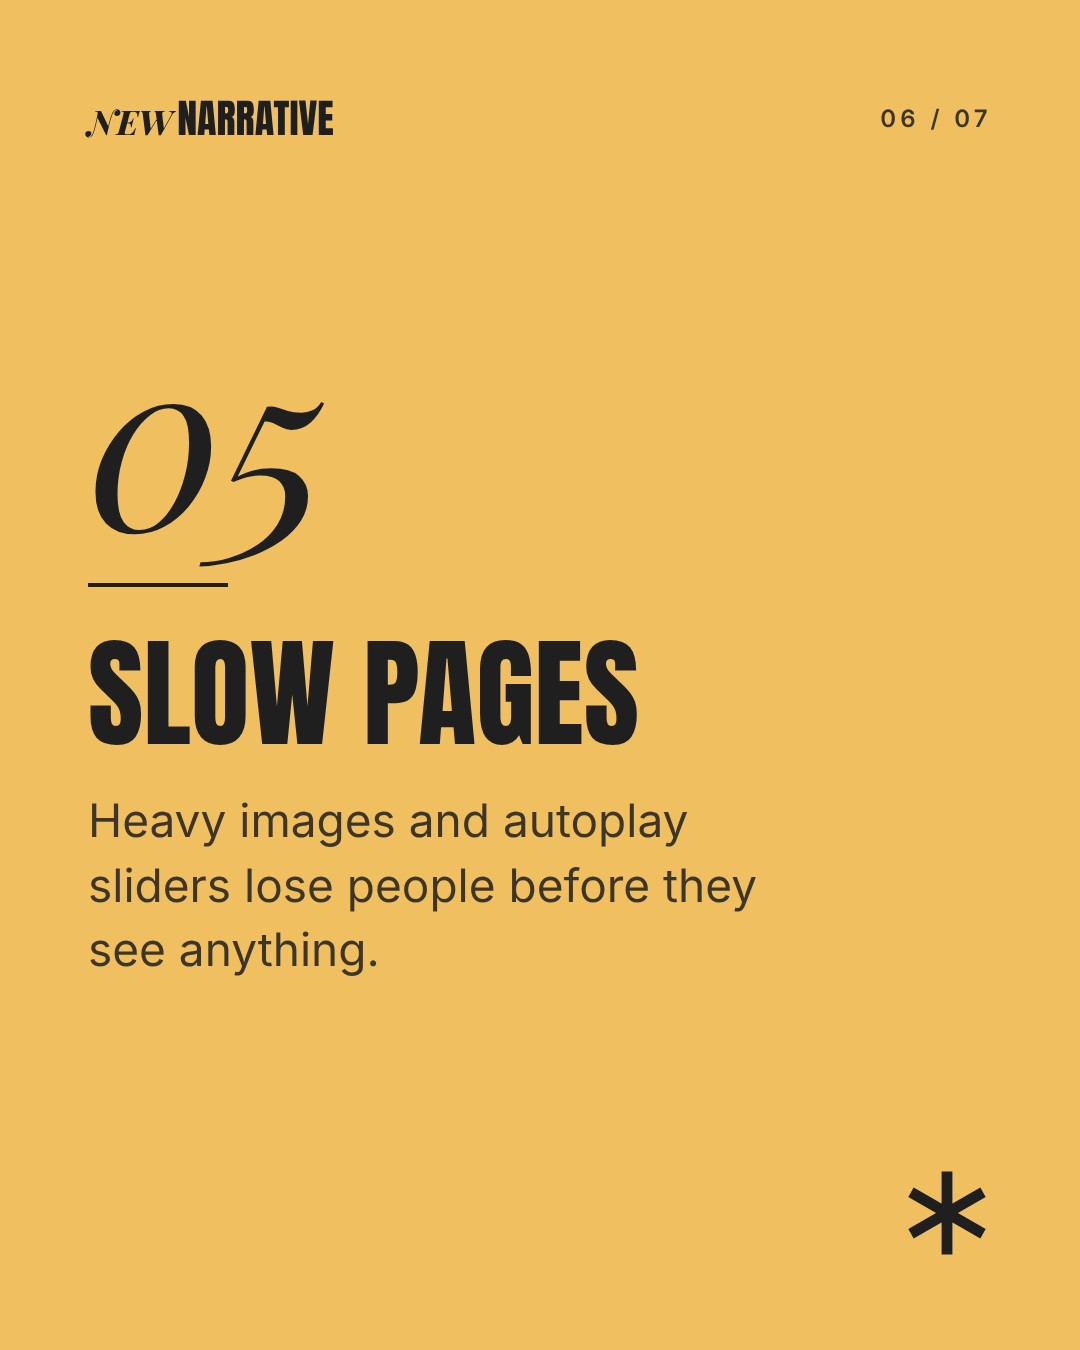 NEW NARRATIVE
06 / 07
05
SLOW PAGES
Heavy images and autoplay
sliders lose people before they
see anything.
*